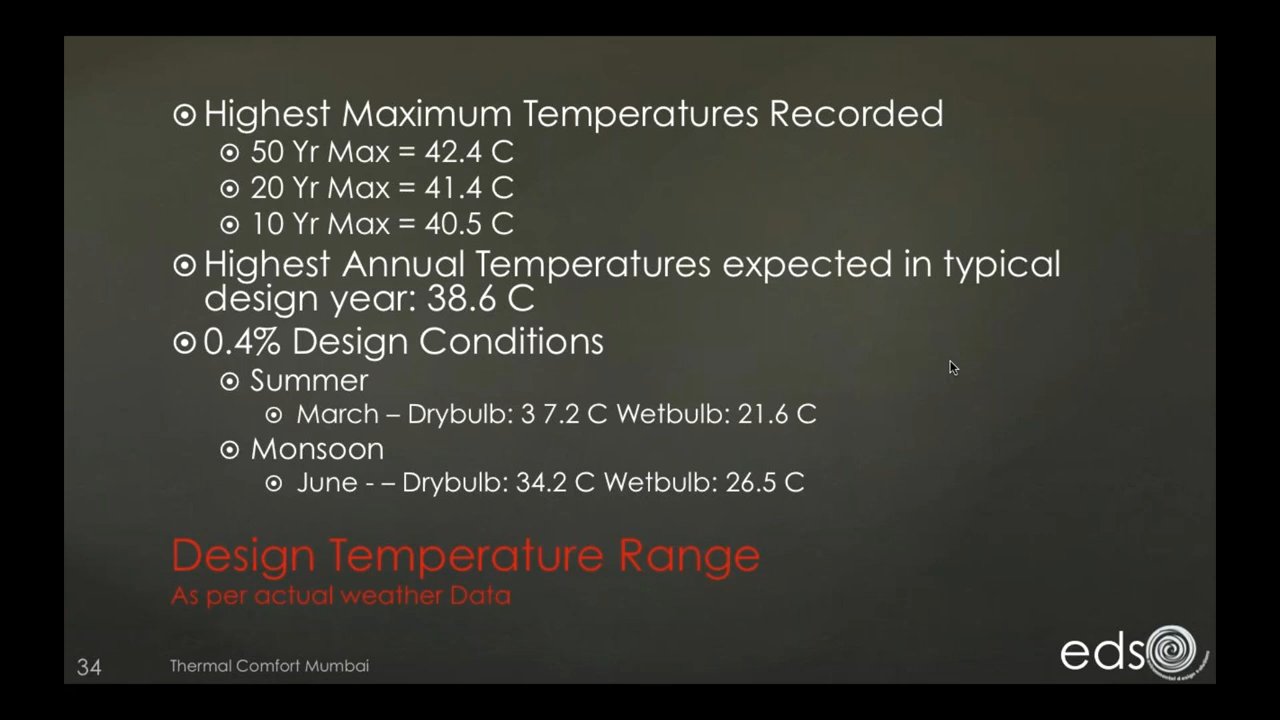 Highest Maximum Temperatures Recorded
50 Yr Max = 42.4 C
20 Yr Max = 41.4 C
10 Yr Max = 40.5 C
Highest Annual Temperatures expected in typical
design year: 38.6 C
0.4% Design Conditions
Summer
March – Drybulb: 3 7.2 C Wetbulb: 21.6 C
Monsoon
June - – Drybulb: 34.2 C Wetbulb: 26.5 C
Design Temperature Range
As per actual weather Data
34
Thermal Comfort Mumbai
eds